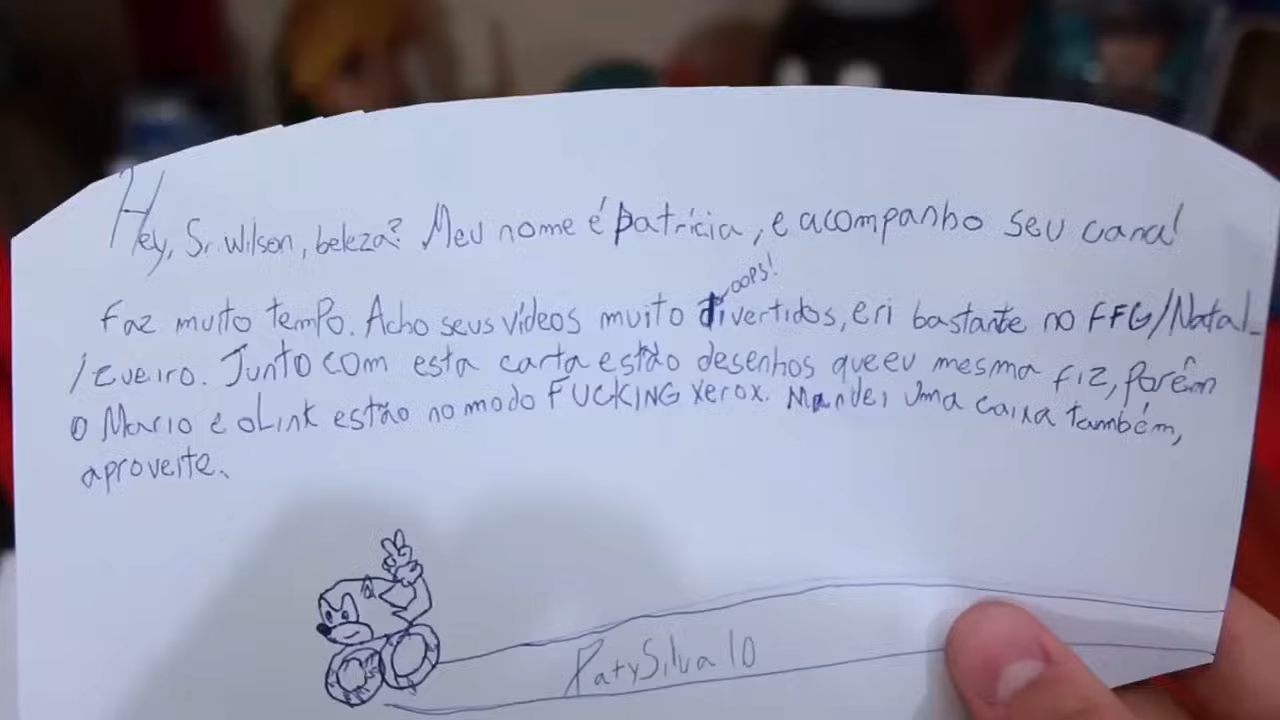 Hey, Sr. Wilson, beleza? Meu nome é Patrícia, e acompanho seu canal
oops!
faz muito tempo. Acho seus vídeos muito divertidos, e ri bastante no FFG/Natal
/zueiro. Junto com esta carta estão desenhos que eu mesma fiz, porêm
o Mario e o Link estão no modo FUCKING xerox. Mandei uma caixa também,
aproveite.
PatySilva10